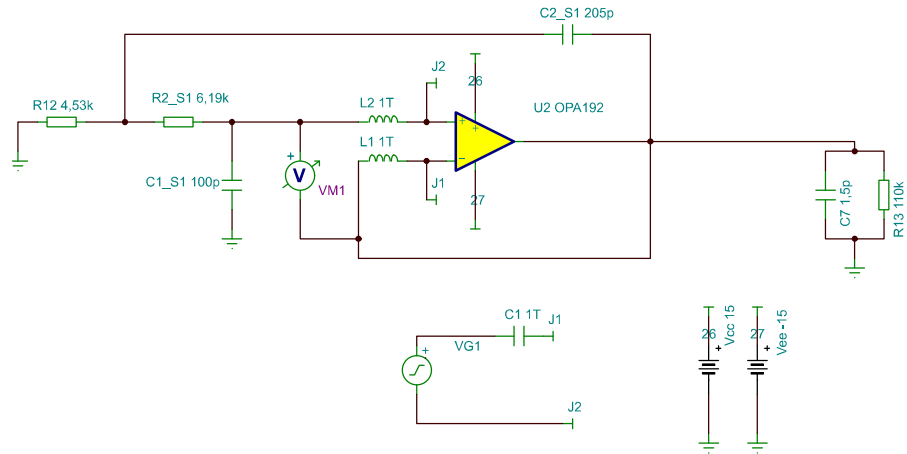 C2_S1 205p
J2
26
U2 OPA192
R12 4,53k
R2_S1 6,19k
L2 1T
+
+
L1 1T
−
+
V
VM1
C1_S1 100p
J1
27
C7 1,5p
R13 110k
C1 1T
J1
+
VG1
J2
26
Vcc 15
+
27
Vee -15
+